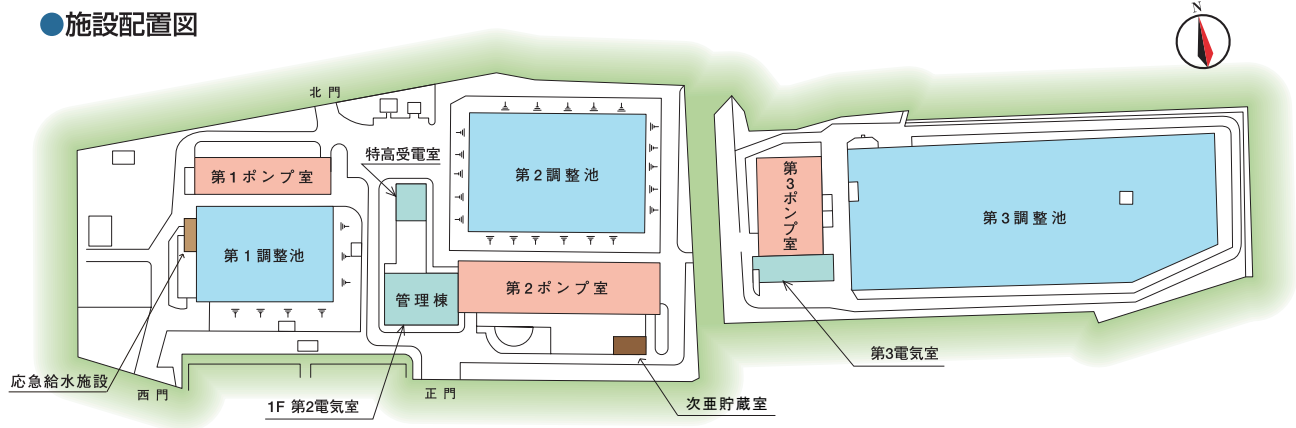 ●施設配置図
N
北門
特高受電室
第1ポンプ室
第2調整池
第3ポンプ室
第3調整池
第1調整池
管理棟
第2ポンプ室
第3電気室
応急給水施設
西門
1F 第2電気室
正門
次亜貯蔵室